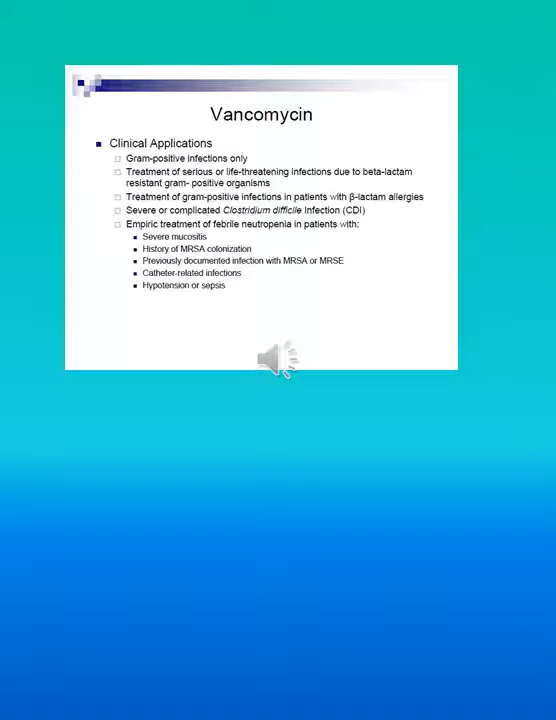 Vancomycin
Clinical Applications
Gram-positive infections only
Treatment of serious or life-threatening infections due to beta-lactam
resistant gram- positive organisms
Treatment of gram-positive infections in patients with β-lactam allergies
Severe or complicated Clostridium difficile Infection (CDI)
Empiric treatment of febrile neutropenia in patients with:
Severe mucositis
History of MRSA colonization
Previously documented infection with MRSA or MRSE
Catheter-related infections
Hypotension or sepsis